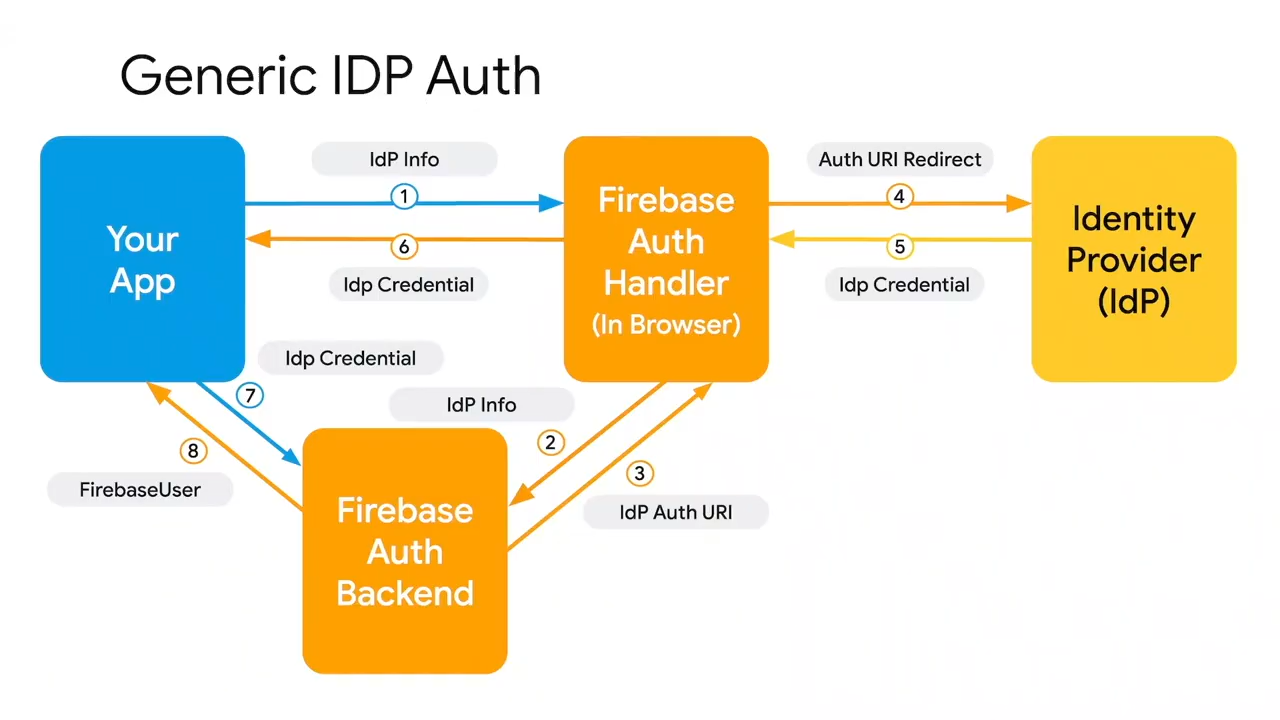 Generic IDP Auth
IdP Info
1
6
Idp Credential
Auth URI Redirect
4
5
Idp Credential
Your
App
Firebase
Auth
Handler
(In Browser)
Identity
Provider
(IdP)
Idp Credential
7
IdP Info
2
8
3
FirebaseUser
IdP Auth URI
Firebase
Auth
Backend